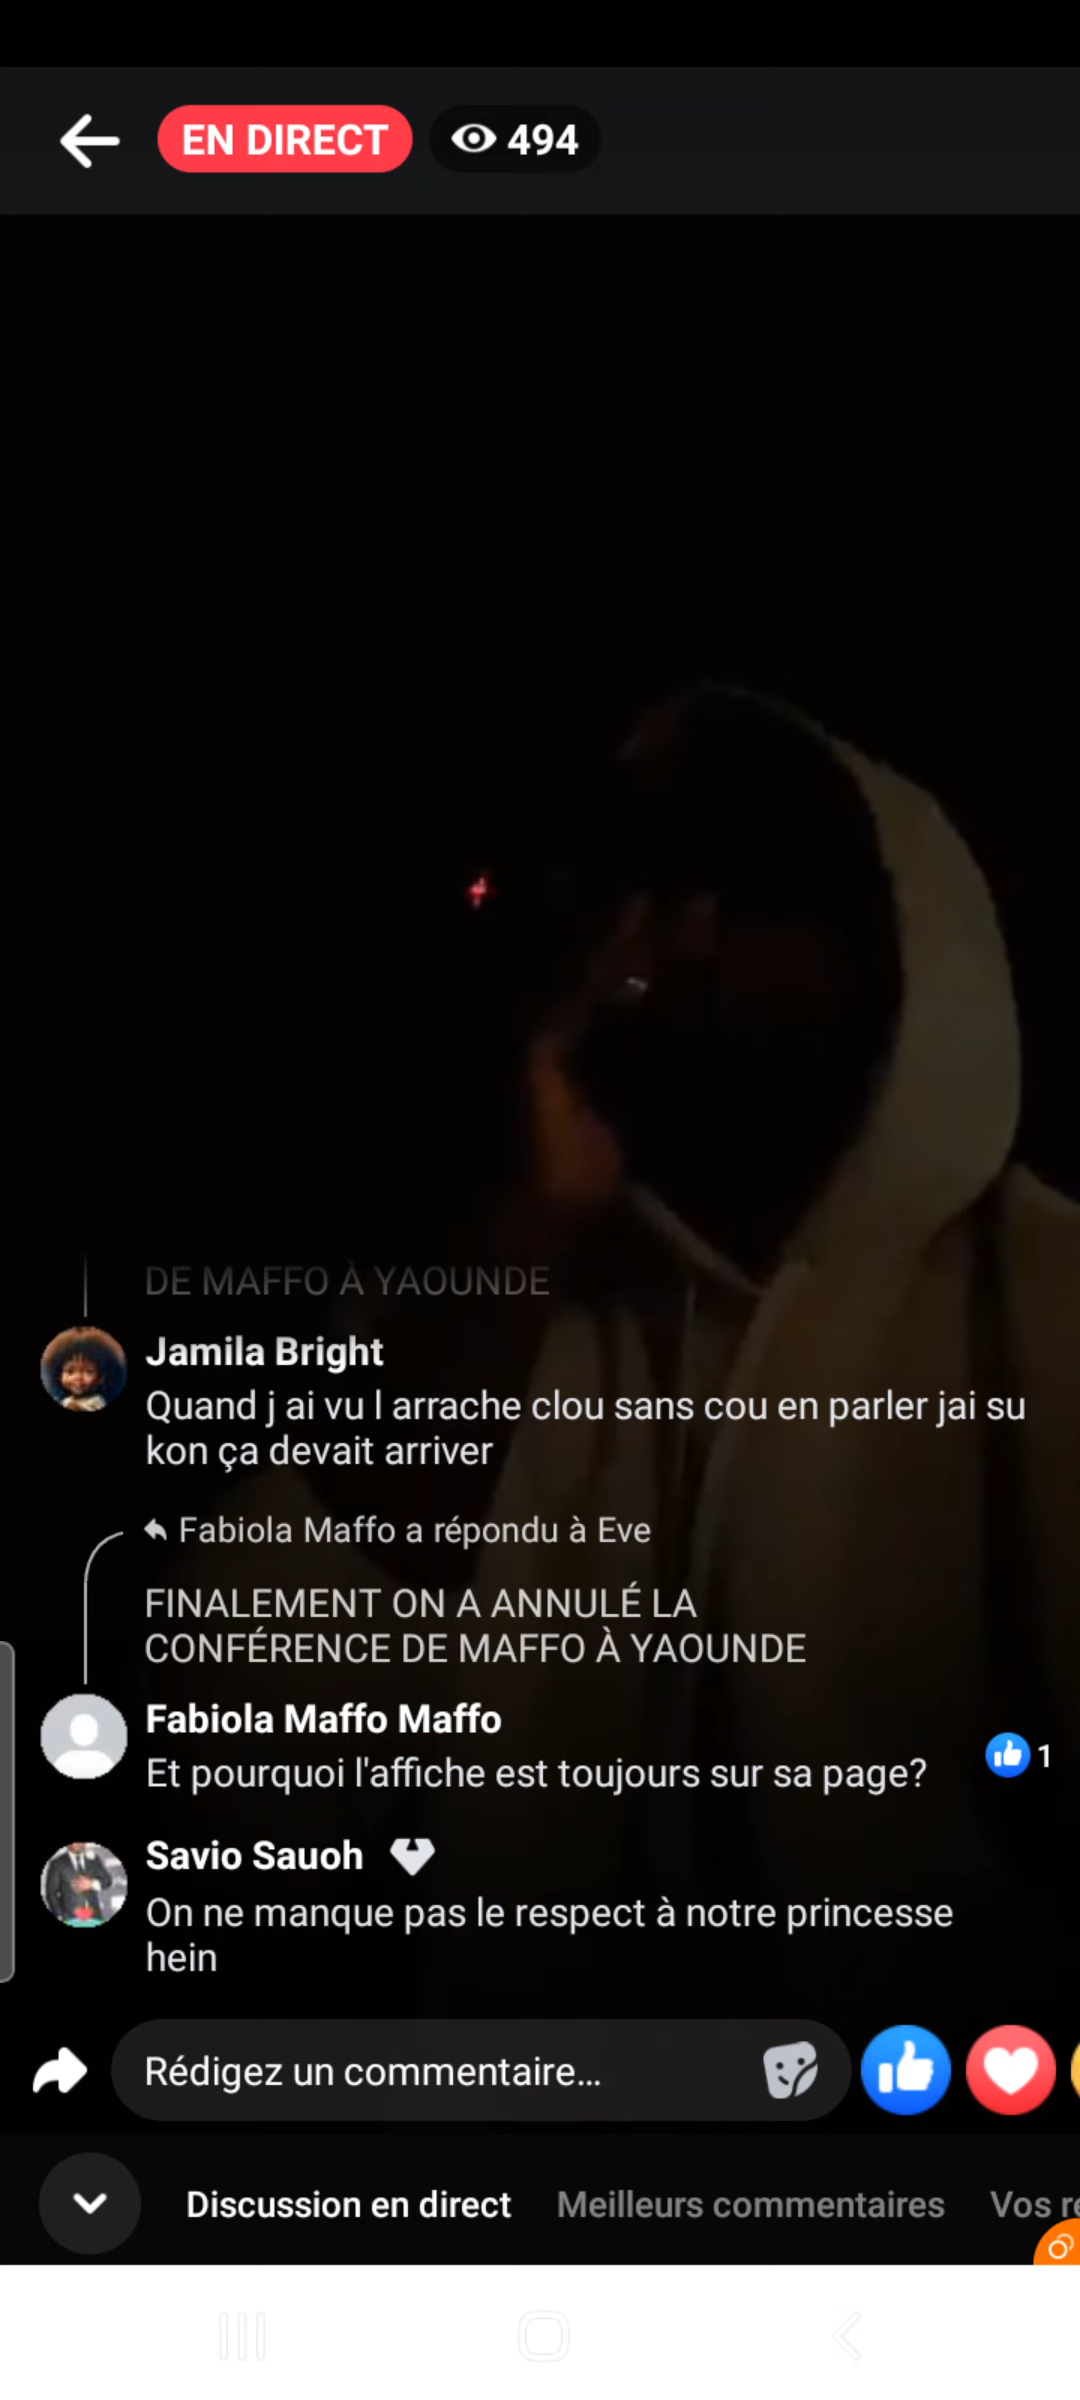 EN DIRECT
494
DE MAFFO À YAOUNDE
Jamila Bright
Quand j ai vu l arrache clou sans cou en parler jai su
kon ça devait arriver
Fabiola Maffo a répondu à Eve
FINALEMENT ON A ANNULÉ LA
CONFÉRENCE DE MAFFO À YAOUNDE
Fabiola Maffo Maffo
Et pourquoi l'affiche est toujours sur sa page?
1
Savio Sauoh
On ne manque pas le respect à notre princesse
hein
Rédigez un commentaire...
Discussion en direct
Meilleurs commentaires
Vos